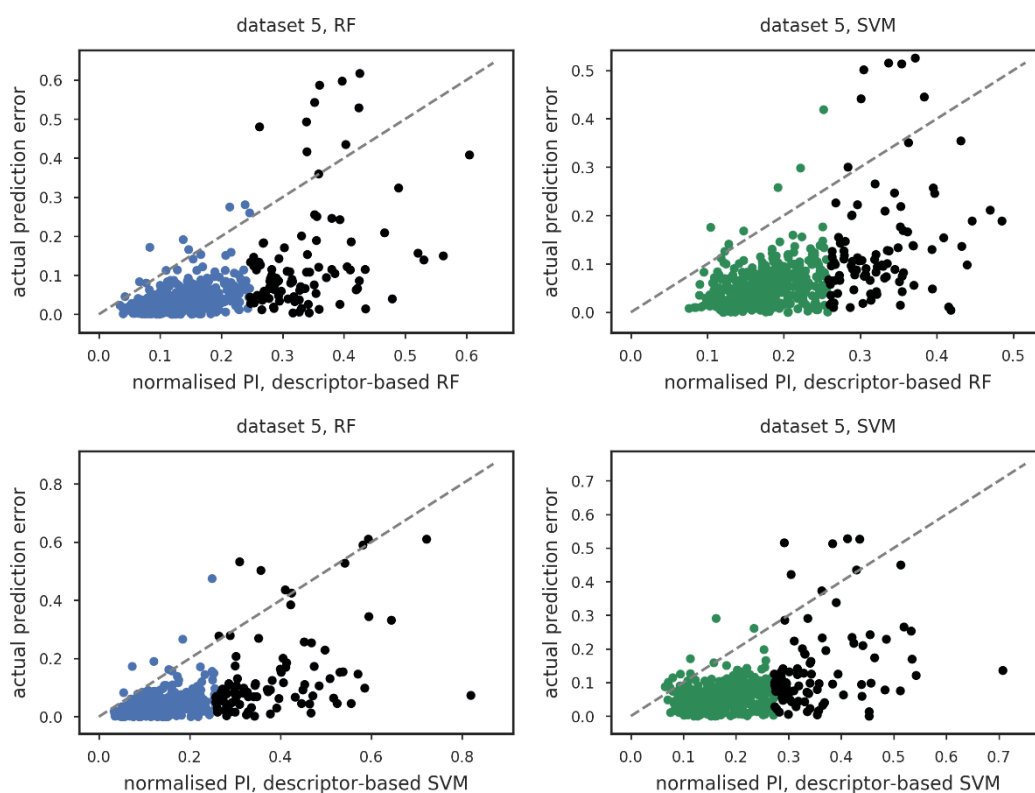 dataset 5, RF
actual prediction error
0.6
0.5
0.4
0.3
0.2
0.1
0.0
0.0 0.1 0.2 0.3 0.4 0.5 0.6
normalised PI, descriptor-based RF
dataset 5, SVM
actual prediction error
0.5
0.4
0.3
0.2
0.1
0.0
0.0 0.1 0.2 0.3 0.4 0.5
normalised PI, descriptor-based RF
dataset 5, RF
actual prediction error
0.8
0.6
0.4
0.2
0.0
0.0 0.2 0.4 0.6 0.8
normalised PI, descriptor-based SVM
dataset 5, SVM
actual prediction error
0.7
0.6
0.5
0.4
0.3
0.2
0.1
0.0
0.0 0.1 0.2 0.3 0.4 0.5 0.6 0.7
normalised PI, descriptor-based SVM